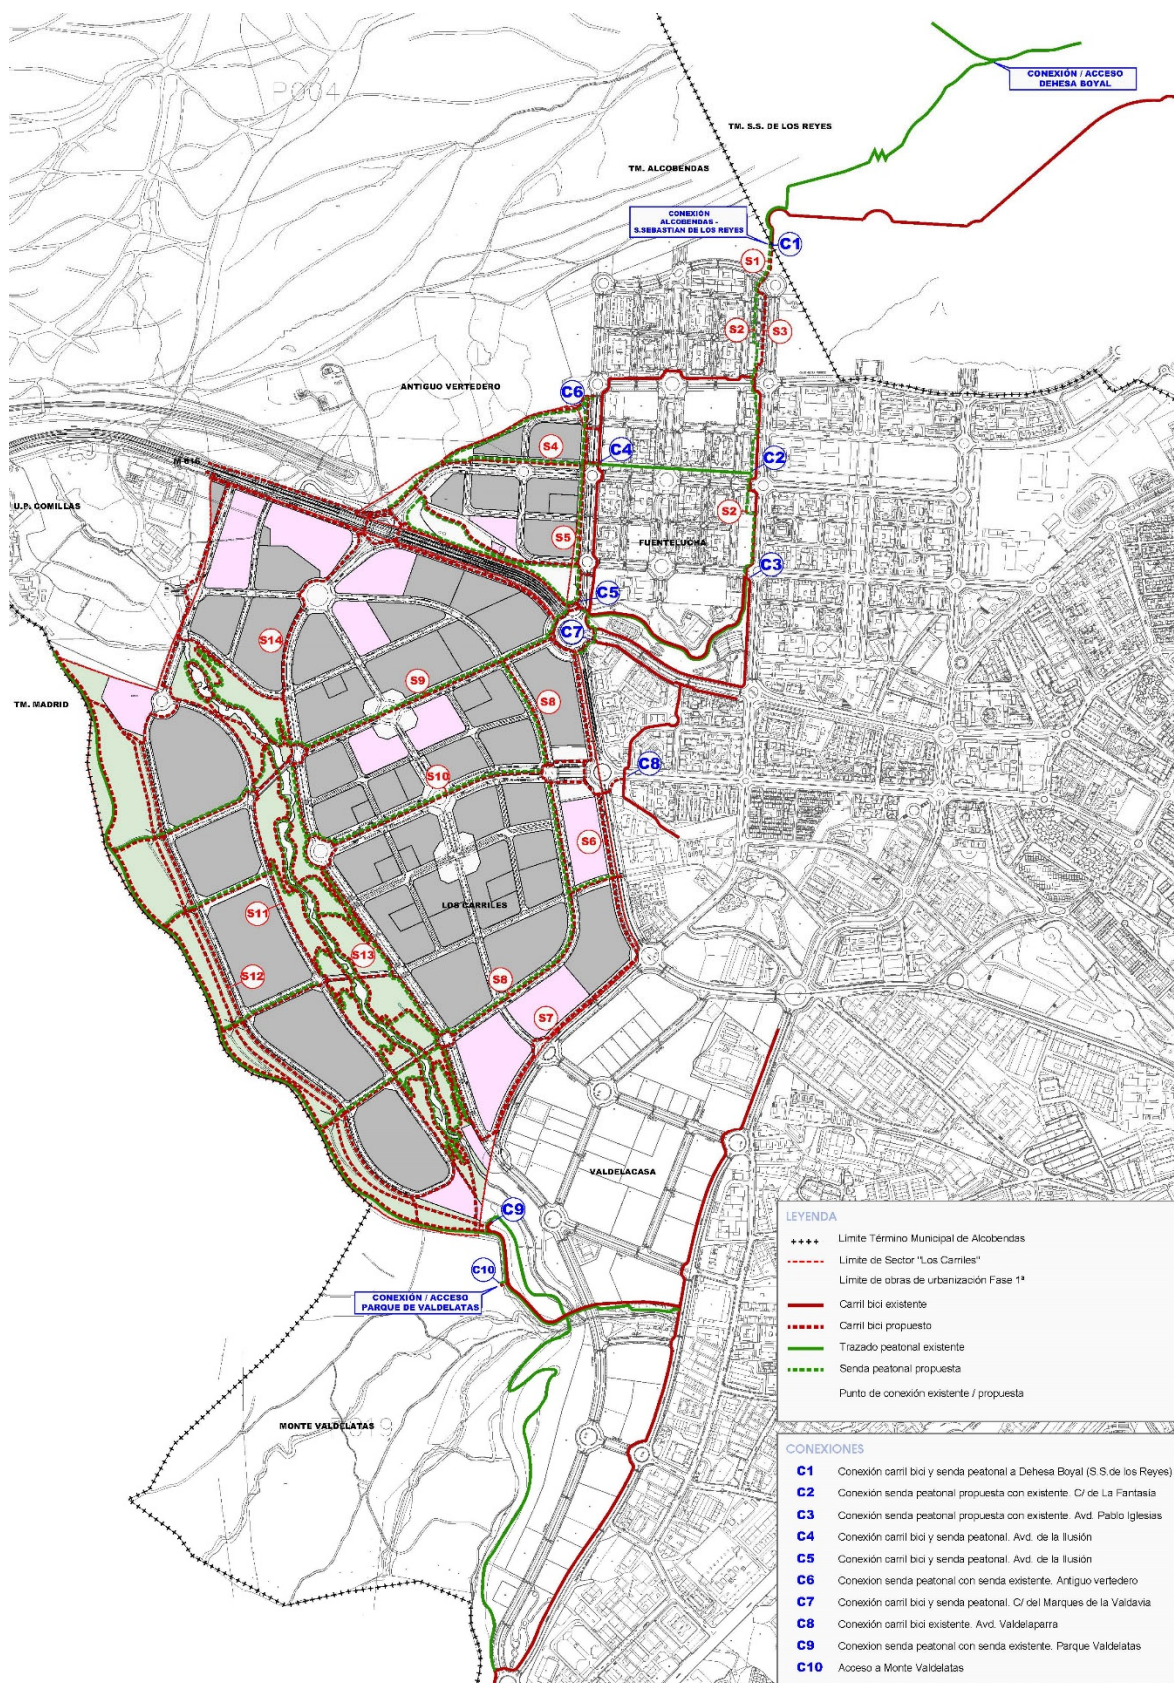 P004
CONEXIÓN / ACCESO
DEHESA BOYAL
TM. S.S. DE LOS REYES
TM. ALCOBENDAS
CONEXIÓN
ALCOBENDAS -
S.SEBASTIAN DE LOS REYES
C1
S1
S2
S3
ANTIGUO VERTEDERO
C6
S4
C4
C2
M-616
U.P. COMILLAS
S2
S5
FUENTELUCHA
C3
C5
C7
S14
S9
S8
TM. MADRID
S10
C8
S6
LOS CARRILES
S11
S13
S12
S8
S7
VALDELACASA
C9
C10
CONEXIÓN / ACCESO
PARQUE DE VALDELATAS
MONTE VALDELATAS
LEYENDA
Límite Término Municipal de Alcobendas
Límite de Sector "Los Carriles"
Límite de obras de urbanización Fase 1ª
Carril bici existente
Carril bici propuesto
Trazado peatonal existente
Senda peatonal propuesta
Punto de conexión existente / propuesta
CONEXIONES
C1 Conexión carril bici y senda peatonal a Dehesa Boyal (S.S.de los Reyes)
C2 Conexión senda peatonal propuesta con existente. C/ de La Fantasia
C3 Conexión senda peatonal propuesta con existente. Avd. Pablo Iglesias
C4 Conexión carril bici y senda peatonal. Avd. de la Ilusión
C5 Conexión carril bici y senda peatonal. Avd. de la Ilusión
C6 Conexion senda peatonal con senda existente. Antiguo vertedero
C7 Conexión carril bici y senda peatonal. C/ del Marques de la Valdavia
C8 Conexión carril bici existente. Avd. Valdelaparra
C9 Conexion senda peatonal con senda existente. Parque Valdelatas
C10 Acceso a Monte Valdelatas